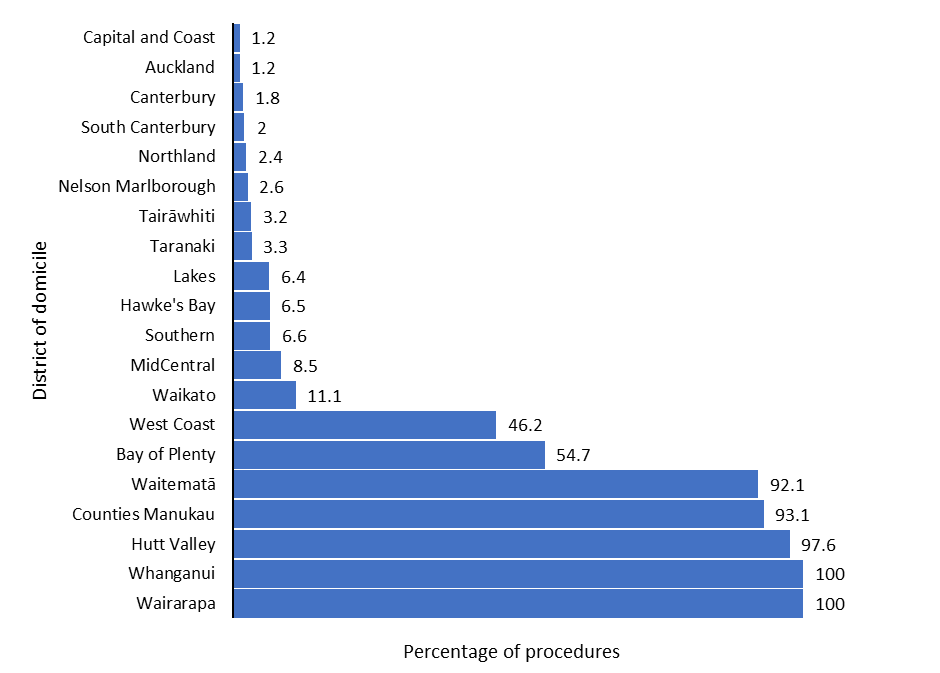 Capital and Coast 1.2
Auckland 1.2
Canterbury 1.8
South Canterbury 2
Northland 2.4
Nelson Marlborough 2.6
Tairāwhiti 3.2
Taranaki 3.3
Lakes 6.4
Hawke's Bay 6.5
Southern 6.6
MidCentral 8.5
Waikato 11.1
West Coast 46.2
Bay of Plenty 54.7
Waitematā 92.1
Counties Manukau 93.1
Hutt Valley 97.6
Whanganui 100
Wairarapa 100
District of domicile
Percentage of procedures